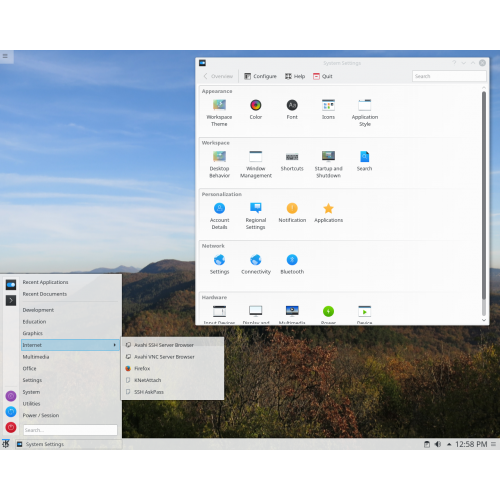 System Settings
Overview
Configure
Help
Quit
Search
Appearance
Workspace
Theme
Color
Font
Icons
Application
Style
Workspace
Desktop
Behavior
Window
Management
Shortcuts
Startup and
Shutdown
Search
Personalization
Account
Details
Regional
Settings
Notification
Applications
Network
Settings
Connectivity
Bluetooth
Hardware
Input Devices
Display and
Multimedia
Power
Device
Recent Applications
Recent Documents
Development
Education
Graphics
Internet
Multimedia
Office
Settings
System
Utilities
Power / Session
Search...
Avahi SSH Server Browser
Avahi VNC Server Browser
Firefox
KNetAttach
SSH AskPass
System Settings
12:58 PM